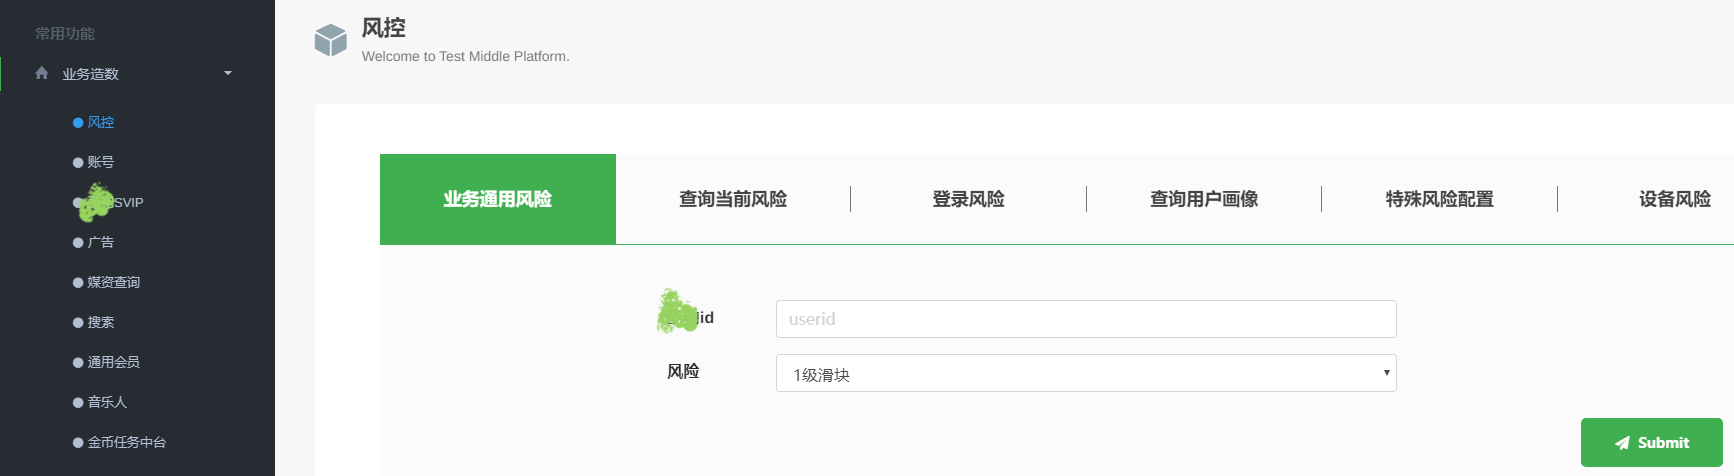 常用功能
业务造数
风控
账号
SVIP
广告
媒资查询
搜索
通用会员
音乐人
金币任务中台
风控
Welcome to Test Middle Platform.
业务通用风险
查询当前风险
登录风险
查询用户画像
特殊风险配置
设备风险
id
userid
风险
1级滑块
Submit